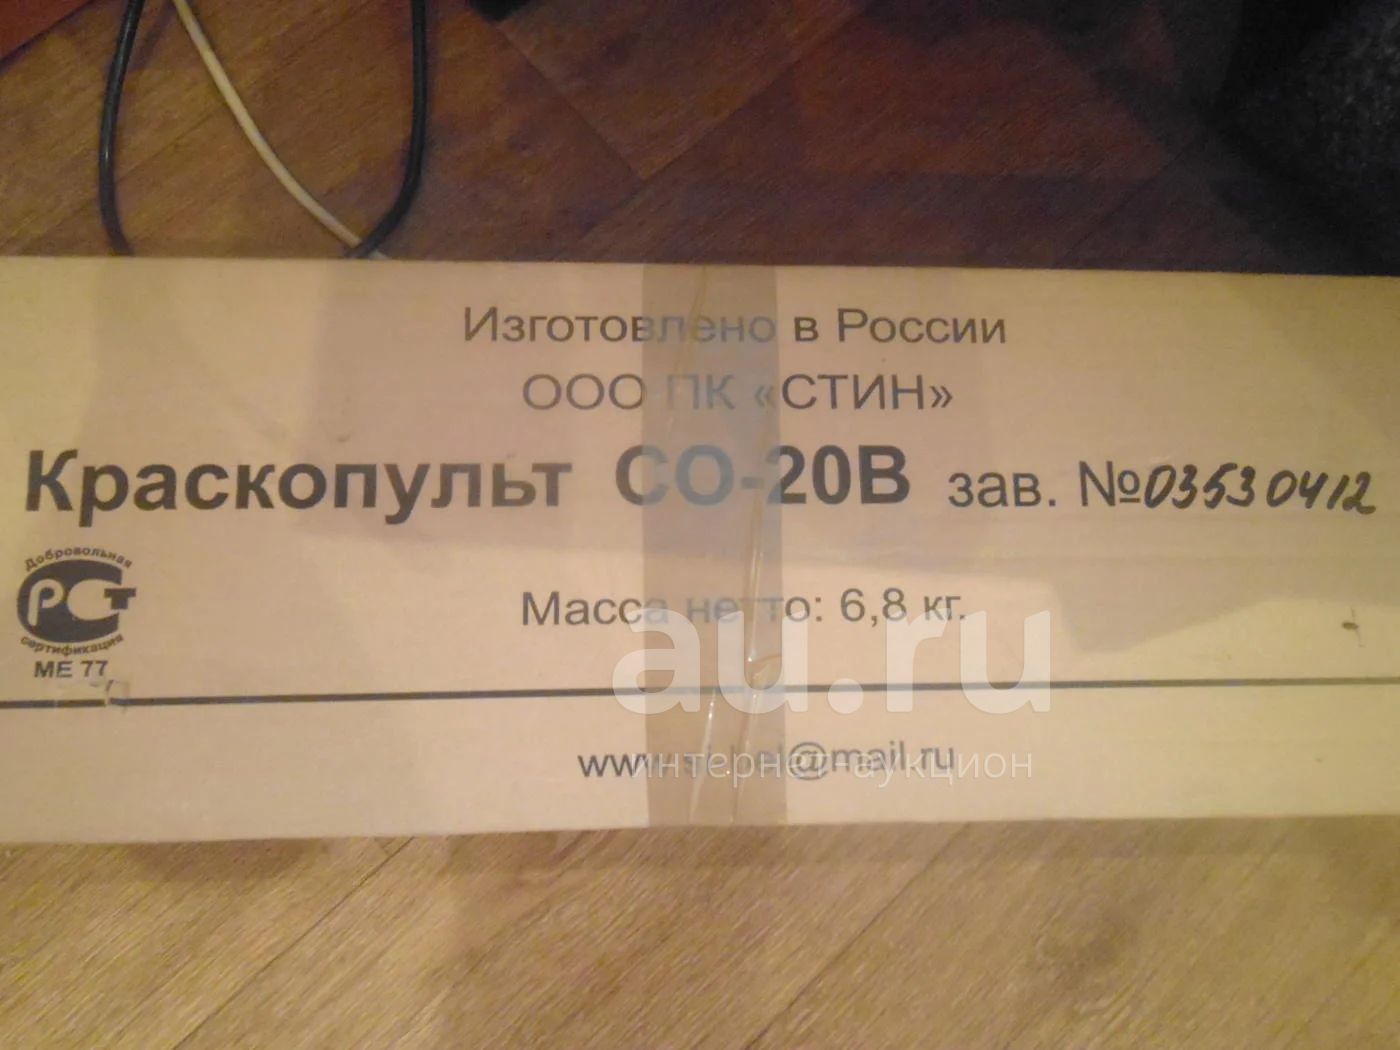 Изготовлено в России
ООО ПК «СТИН»
Краскопульт СО-20В зав. №03530412
Добровольная
РСТ
сертификация
МЕ 77
Масса нетто: 6,8 кг.
au.ru
интернет-аукцион
@mail.ru